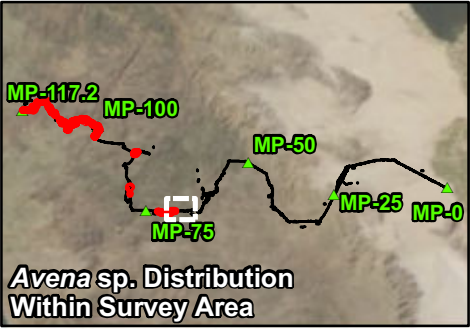 MP-117.2
MP-100
MP-50
MP-25
MP-0
MP-75
Avena sp. Distribution
Within Survey Area